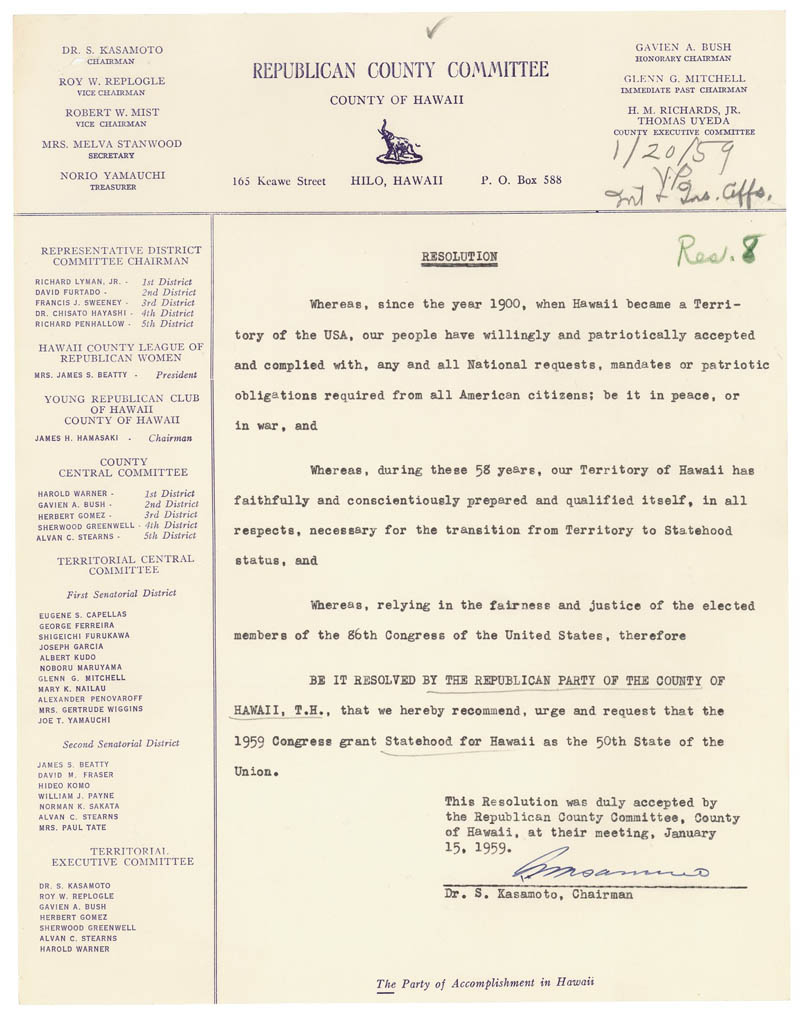 DR. S. KASAMOTO
CHAIRMAN
ROY W. REPLOGLE
VICE CHAIRMAN
ROBERT W. MIST
VICE CHAIRMAN
MRS. MELVA STANWOOD
SECRETARY
NORIO YAMAUCHI
TREASURER
REPUBLICAN COUNTY COMMITTEE
COUNTY OF HAWAII
165 Keawe Street HILO, HAWAII P. O. Box 588
GAVIEN A. BUSH
HONORARY CHAIRMAN
GLENN G. MITCHELL
IMMEDIATE PAST CHAIRMAN
H. M. RICHARDS, JR.
THOMAS UYEDA
COUNTY EXECUTIVE COMMITTEE
1/20/59
V.P.
Int & Ins. Affs.
REPRESENTATIVE DISTRICT
COMMITTEE CHAIRMAN
RICHARD LYMAN, JR. - 1st District
DAVID FURTADO - 2nd District
FRANCIS J. SWEENEY - 3rd District
DR. CHISATO HAYASHI - 4th District
RICHARD PENHALLOW - 5th District
HAWAII COUNTY LEAGUE OF
REPUBLICAN WOMEN
MRS. JAMES S. BEATTY - President
YOUNG REPUBLICAN CLUB
OF HAWAII
COUNTY OF HAWAII
JAMES H. HAMASAKI - Chairman
COUNTY
CENTRAL COMMITTEE
HAROLD WARNER - 1st District
GAVIEN A. BUSH - 2nd District
HERBERT GOMEZ - 3rd District
SHERWOOD GREENWELL - 4th District
ALVAN C. STEARNS - 5th District
TERRITORIAL CENTRAL
COMMITTEE
First Senatorial District
EUGENE S. CAPELLAS
GEORGE FERREIRA
SHIGEICHI FURUKAWA
JOSEPH GARCIA
ALBERT KUDO
NOBORU MARUYAMA
GLENN G. MITCHELL
MARY K. NAILAU
ALEXANDER PENOVAROFF
MRS. GERTRUDE WIGGINS
JOE T. YAMAUCHI
Second Senatorial District
JAMES S. BEATTY
DAVID M. FRASER
HIDEO KOMO
WILLIAM J. PAYNE
NORMAN K. SAKATA
ALVAN C. STEARNS
MRS. PAUL TATE
TERRITORIAL
EXECUTIVE COMMITTEE
DR. S. KASAMOTO
ROY W. REPLOGLE
GAVIEN A. BUSH
HERBERT GOMEZ
SHERWOOD GREENWELL
ALVAN C. STEARNS
HAROLD WARNER
RESOLUTION
Res. 8
Whereas, since the year 1900, when Hawaii became a Terri-
tory of the USA, our people have willingly and patriotically accepted
and complied with, any and all National requests, mandates or patriotic
obligations required from all American citizens; be it in peace, or
in war, and
Whereas, during these 58 years, our Territory of Hawaii has
faithfully and conscientiously prepared and qualified itself, in all
respects, necessary for the transition from Territory to Statehood
status, and
Whereas, relying in the fairness and justice of the elected
members of the 86th Congress of the United States, therefore
BE IT RESOLVED BY THE REPUBLICAN PARTY OF THE COUNTY OF
HAWAII, T.H., that we hereby recommend, urge and request that the
1959 Congress grant Statehood for Hawaii as the 50th State of the
Union.
This Resolution was duly accepted by
the Republican County Committee, County
of Hawaii, at their meeting, January
15, 1959.
Dr. S. Kasamoto, Chairman
The Party of Accomplishment in Hawaii